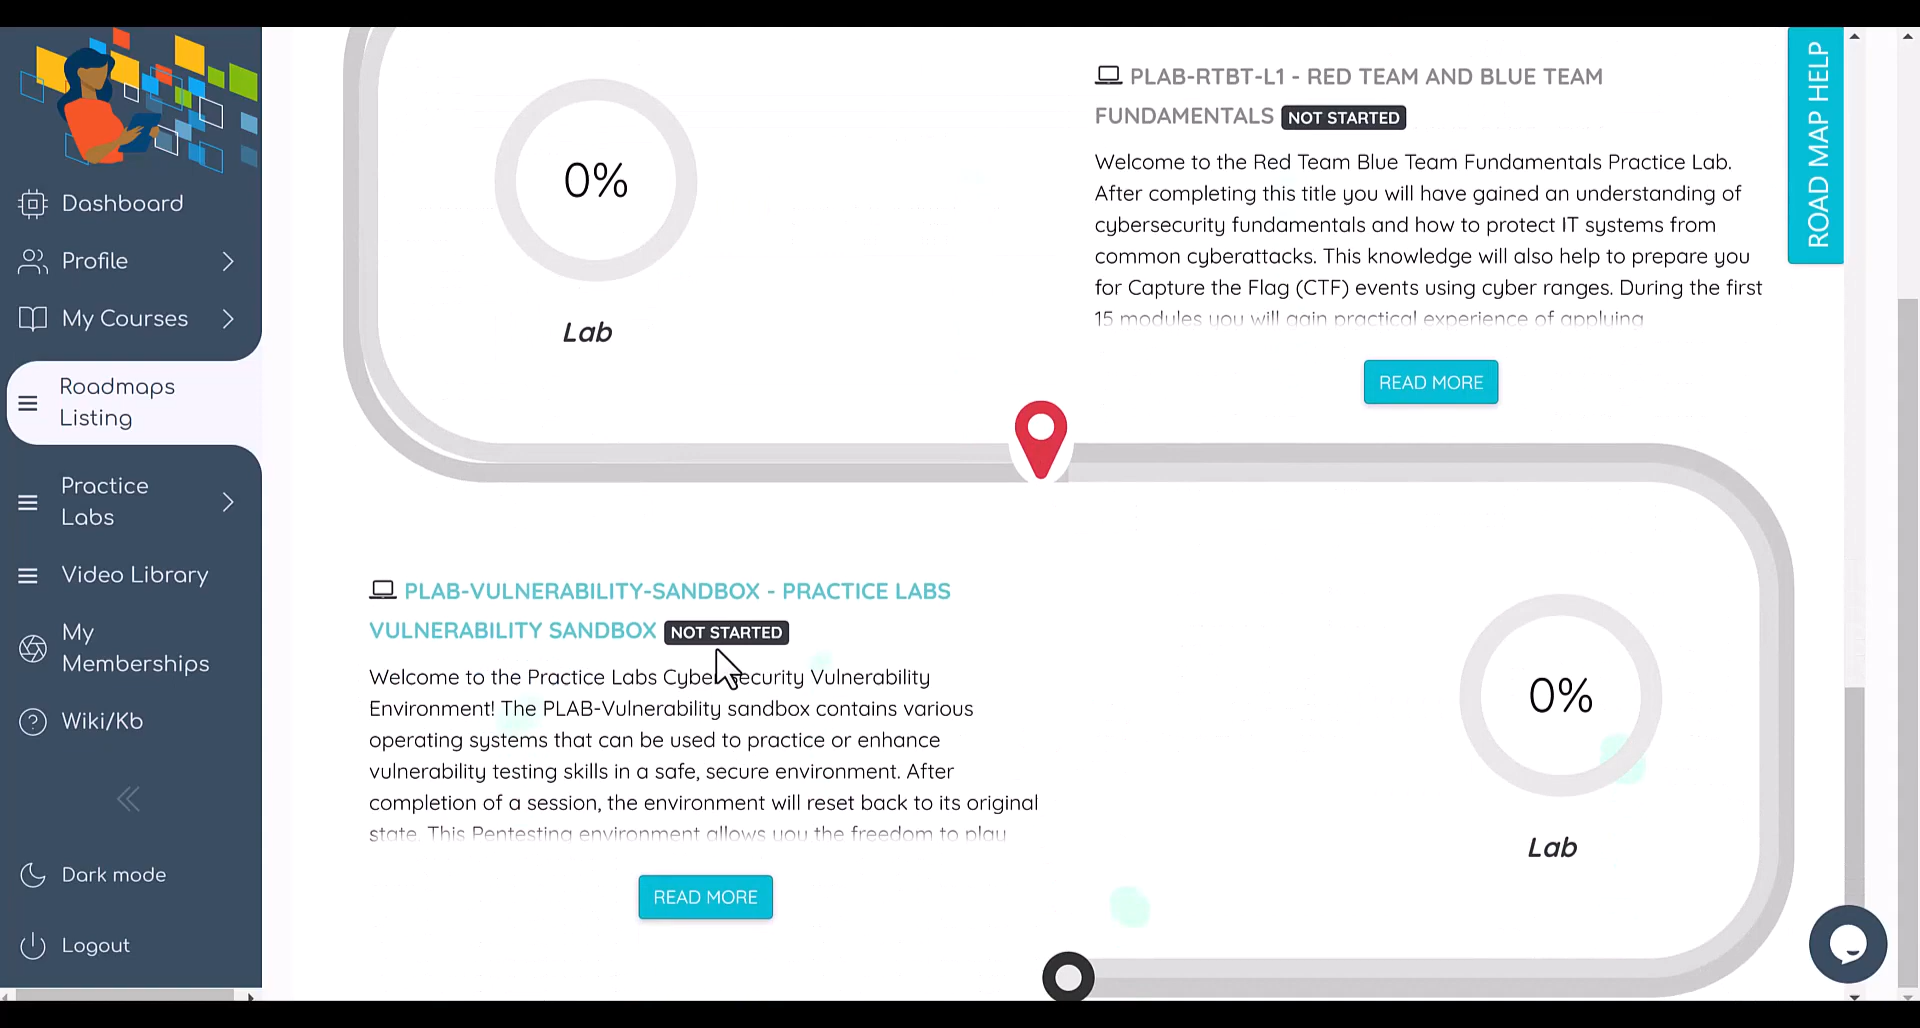 Dashboard
Profile
My Courses
Roadmaps
Listing
Practice
Labs
Video Library
My
Memberships
Wiki/Kb
Dark mode
Logout
0%
Lab
PLAB-RTBT-L1 - RED TEAM AND BLUE TEAM
FUNDAMENTALS NOT STARTED
Welcome to the Red Team Blue Team Fundamentals Practice Lab.
After completing this title you will have gained an understanding of
cybersecurity fundamentals and how to protect IT systems from
common cyberattacks. This knowledge will also help to prepare you
for Capture the Flag (CTF) events using cyber ranges. During the first
15 modules you will gain practical experience of applying
READ MORE
ROAD MAP HELP
PLAB-VULNERABILITY-SANDBOX - PRACTICE LABS
VULNERABILITY SANDBOX NOT STARTED
Welcome to the Practice Labs Cyber Security Vulnerability
Environment! The PLAB-Vulnerability sandbox contains various
operating systems that can be used to practice or enhance
vulnerability testing skills in a safe, secure environment. After
completion of a session, the environment will reset back to its original
state. This Pentesting environment allows you the freedom to play
READ MORE
0%
Lab